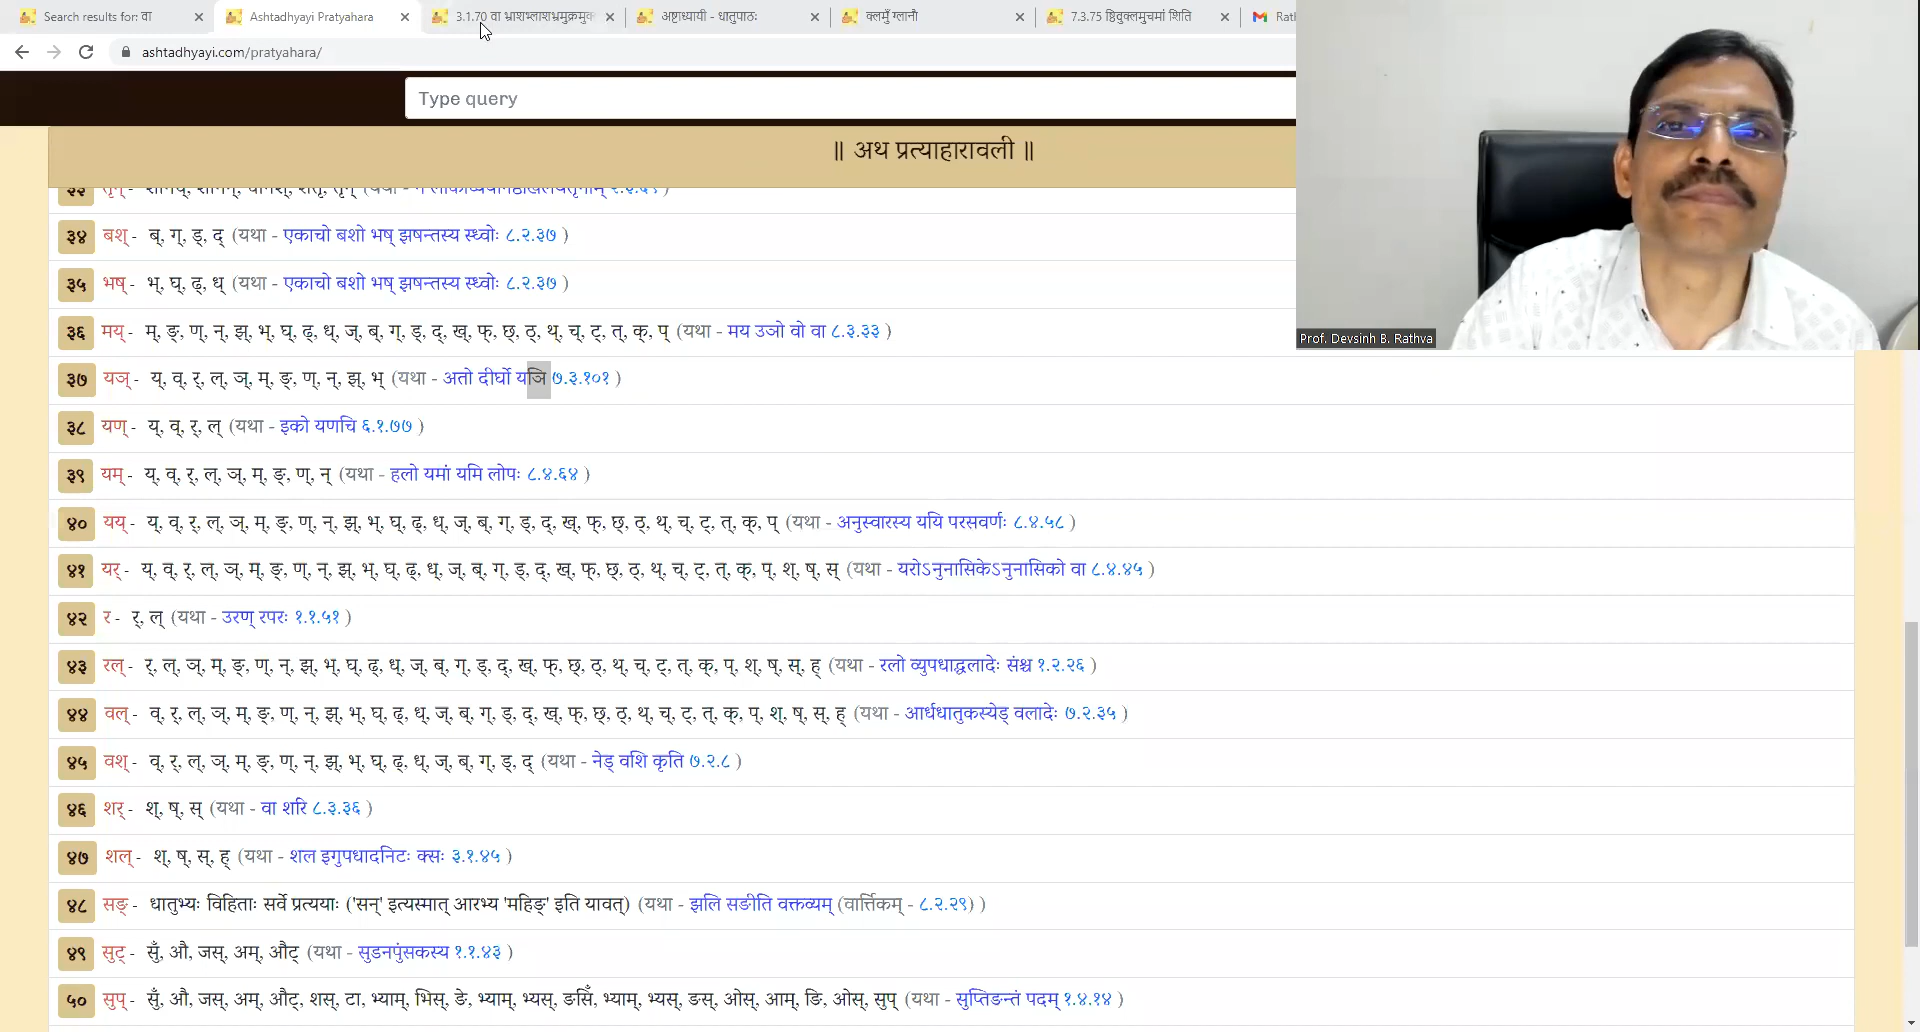 Search results for: वा
Ashtadhyayi Pratyahara
3.1.70 वा भ्राशभ्लाशभ्रमुक्रमुक्
अष्टाध्यायी - धातुपाठः
क्लमुँ ग्लानौ
7.3.75 ष्ठिवुक्लमुचमां शिति
ashtadhyayi.com/pratyahara/
Type query
॥ अथ प्रत्याहारावली ॥
३४ बश् - ब्, ग्, ड्, द् (यथा - एकाचो बशो भष् झषन्तस्य स्ध्वोः ८.२.३७ )
३५ भष् - भ्, घ्, ढ्, ध् (यथा - एकाचो बशो भष् झषन्तस्य स्ध्वोः ८.२.३७ )
Prof. Devsinh B. Rathva
३६ मय् - म्, ङ्, ण्, न्, झ्, भ्, घ्, ढ्, ध्, ज्, ब्, ग्, ड्, द्, ख्, फ्, छ्, ठ्, थ्, च्, ट्, त्, क्, प् (यथा - मय उञो वो वा ८.३.३३ )
३७ यञ् - य्, व्, र्, ल्, ञ्, म्, ङ्, ण्, न्, झ्, भ् (यथा - अतो दीर्घो यञि ७.३.१०१ )
३८ यण् - य्, व्, र्, ल् (यथा - इको यणचि ६.१.७७ )
३९ यम् - य्, व्, र्, ल्, ञ्, म्, ङ्, ण्, न् (यथा - हलो यमां यमि लोपः ८.४.६४ )
४० यय् - य्, व्, र्, ल्, ञ्, म्, ङ्, ण्, न्, झ्, भ्, घ्, ढ्, ध्, ज्, ब्, ग्, ड्, द्, ख्, फ्, छ्, ठ्, थ्, च्, ट्, त्, क्, प् (यथा - अनुस्वारस्य ययि परसवर्णः ८.४.५८ )
४१ यर् - य्, व्, र्, ल्, ञ्, म्, ङ्, ण्, न्, झ्, भ्, घ्, ढ्, ध्, ज्, ब्, ग्, ड्, द्, ख्, फ्, छ्, ठ्, थ्, च्, ट्, त्, क्, प्, श्, ष्, स् (यथा - यरोऽनुनासिकेऽनुनासिको वा ८.४.४५ )
४२ र - र्, ल् (यथा - उरण् रपरः १.१.५१ )
४३ रल् - र्, ल्, ञ्, म्, ङ्, ण्, न्, झ्, भ्, घ्, ढ्, ध्, ज्, ब्, ग्, ड्, द्, ख्, फ्, छ्, ठ्, थ्, च्, ट्, त्, क्, प्, श्, ष्, स्, ह् (यथा - रलो व्युपधाद्धलादेः संश्च १.२.२६ )
४४ वल् - व्, र्, ल्, ञ्, म्, ङ्, ण्, न्, झ्, भ्, घ्, ढ्, ध्, ज्, ब्, ग्, ड्, द्, ख्, फ्, छ्, ठ्, थ्, च्, ट्, त्, क्, प्, श्, ष्, स्, ह् (यथा - आर्धधातुकस्येड् वलादेः ७.२.३५ )
४५ वश् - व्, र्, ल्, ञ्, म्, ङ्, ण्, न्, झ्, भ्, घ्, ढ्, ध्, ज्, ब्, ग्, ड्, द् (यथा - नेड् वशि कृति ७.२.८ )
४६ शर् - श्, ष्, स् (यथा - वा शरि ८.३.३६ )
४७ शल् - श्, ष्, स्, ह् (यथा - शल इगुपधादनिटः क्सः ३.१.४५ )
४८ सङ् - धातुभ्यः विहिताः सर्वे प्रत्ययाः ('सन्' इत्यस्मात् आरभ्य 'महिङ्' इति यावत्) (यथा - झलि सङीति वक्तव्यम् (वार्त्तिकम् - ८.२.२९) )
४९ सुट् - सुँ, औ, जस्, अम्, औट् (यथा - सुडनपुंसकस्य १.१.४३ )
५० सुप् - सुँ, औ, जस्, अम्, औट्, शस्, टा, भ्याम्, भिस्, ङे, भ्याम्, भ्यस्, ङसिँ, भ्याम्, भ्यस्, ङस्, ओस्, आम्, ङि, ओस्, सुप् (यथा - सुप्तिङन्तं पदम् १.४.१४ )